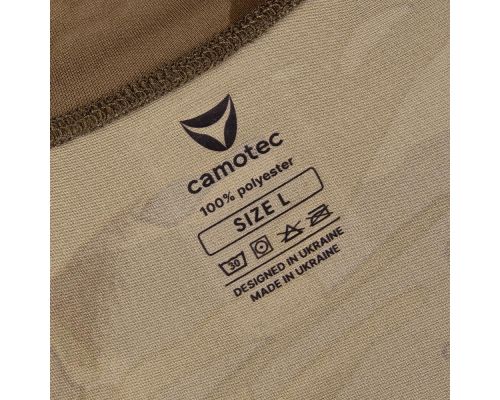 camotec
100% polyester
SIZE L
30
DESIGNED IN UKRAINE
MADE IN UKRAINE